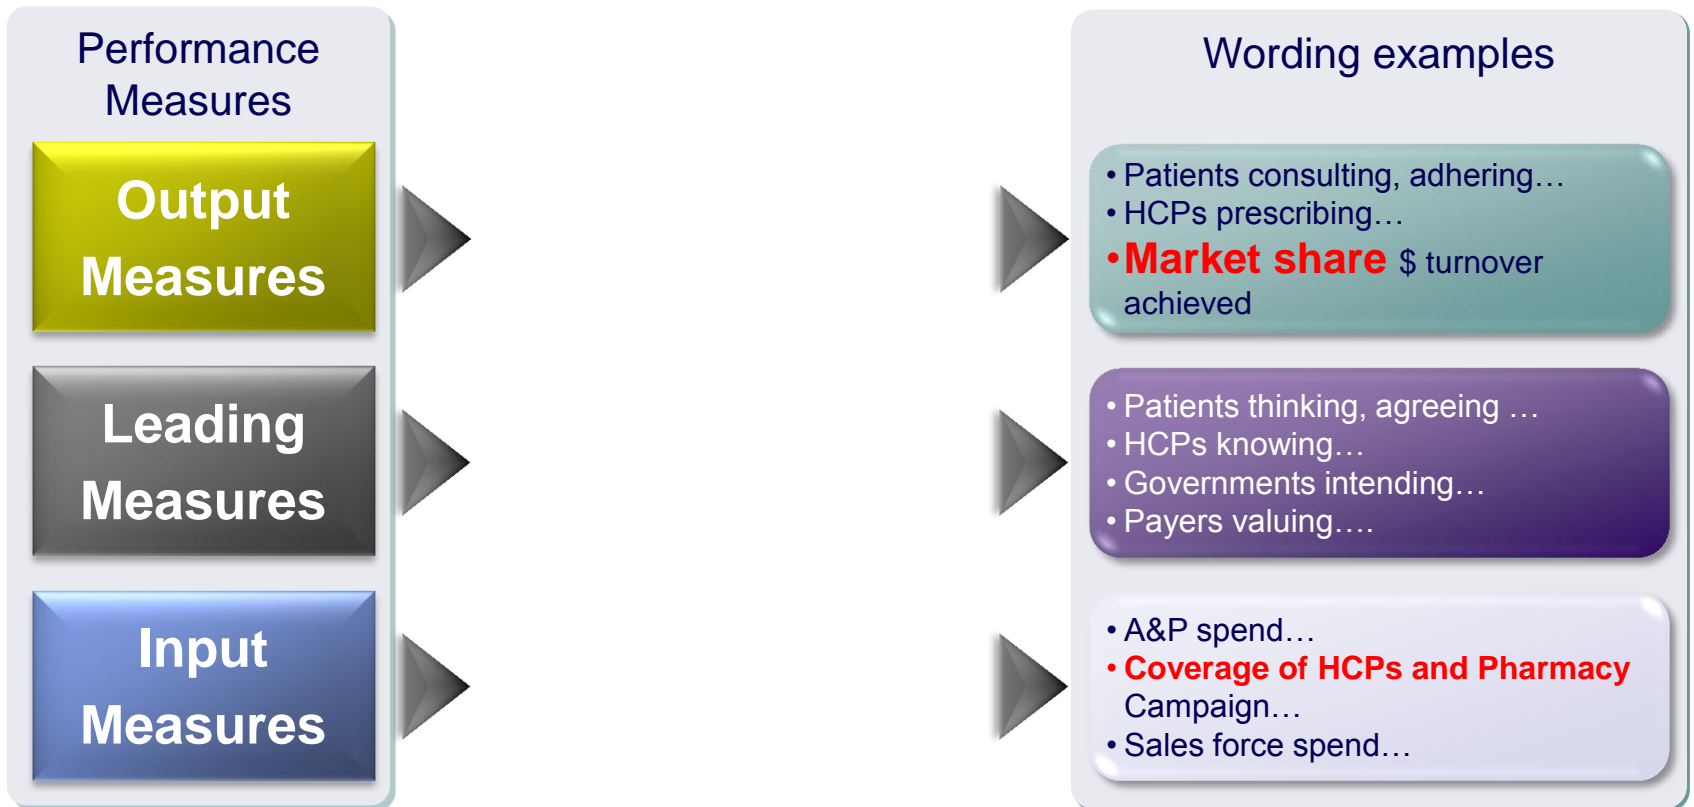 Performance
Measures
Output
Measures
Leading
Measures
Input
Measures
Wording examples
• Patients consulting, adhering…
• HCPs prescribing…
•Market share $ turnover
achieved
• Patients thinking, agreeing …
• HCPs knowing…
• Governments intending…
• Payers valuing….
• A&P spend…
• Coverage of HCPs and Pharmacy
Campaign…
• Sales force spend…